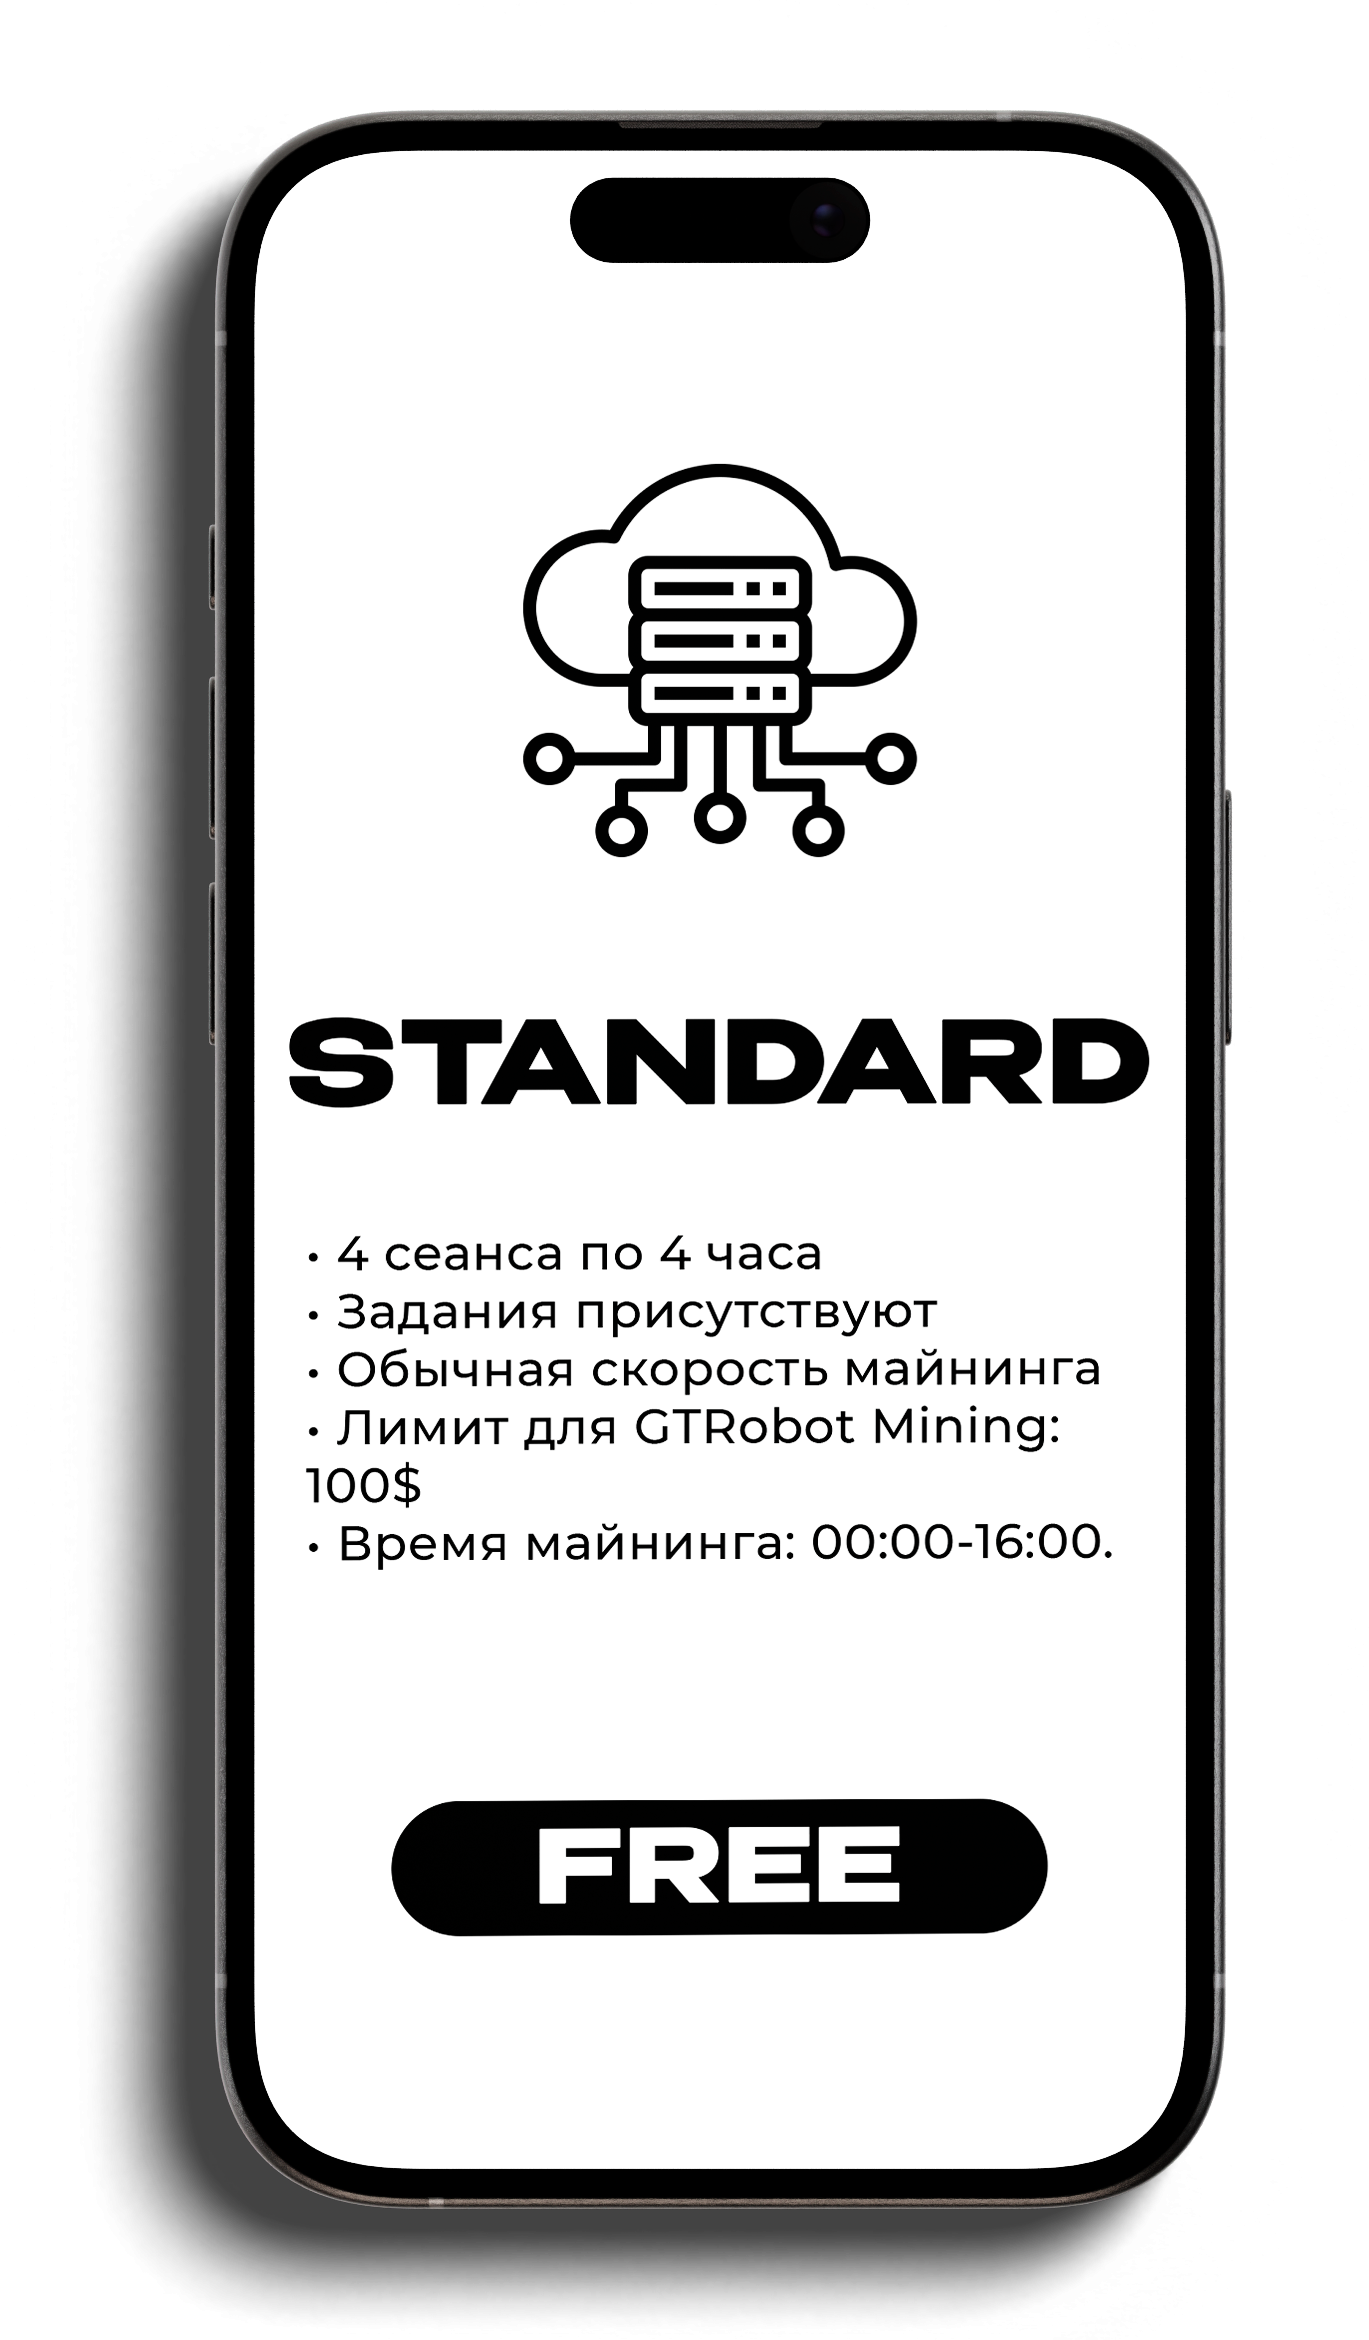 STANDARD
• 4 сеанса по 4 часа
• Задания присутствуют
• Обычная скорость майнинга
• Лимит для GTRobot Mining:
100$
• Время майнинга: 00:00-16:00.
FREE